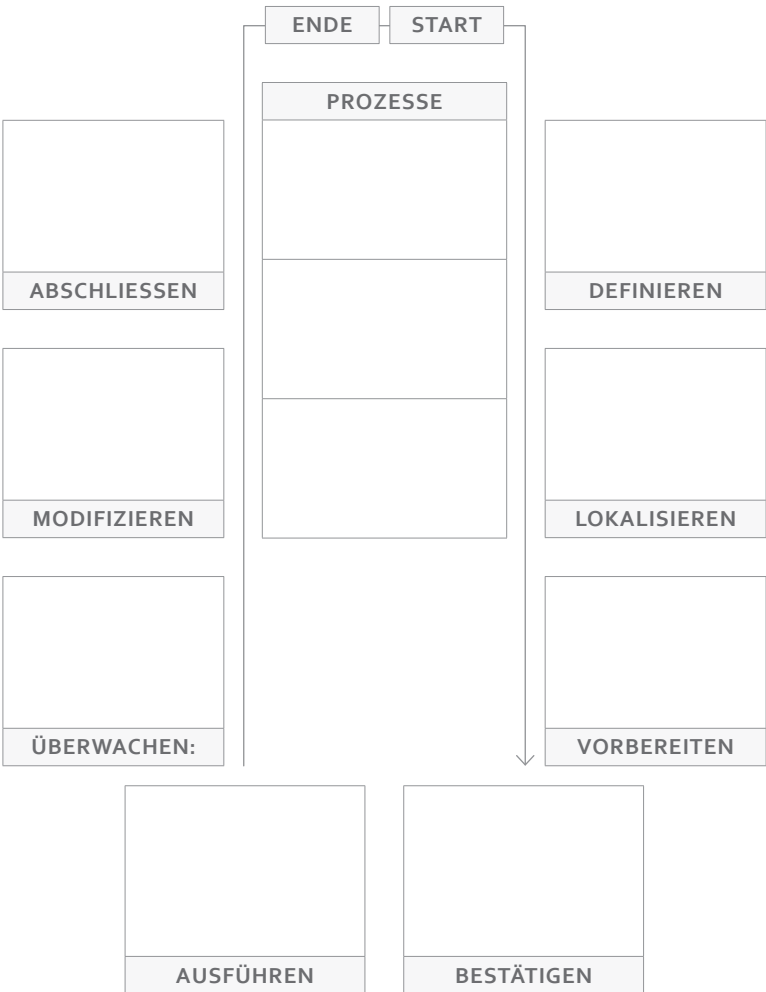 ENDE
START
PROZESSE
ABSCHLIESSEN
DEFINIEREN
MODIFIZIEREN
LOKALISIEREN
ÜBERWACHEN:
VORBEREITEN
AUSFÜHREN
BESTÄTIGEN